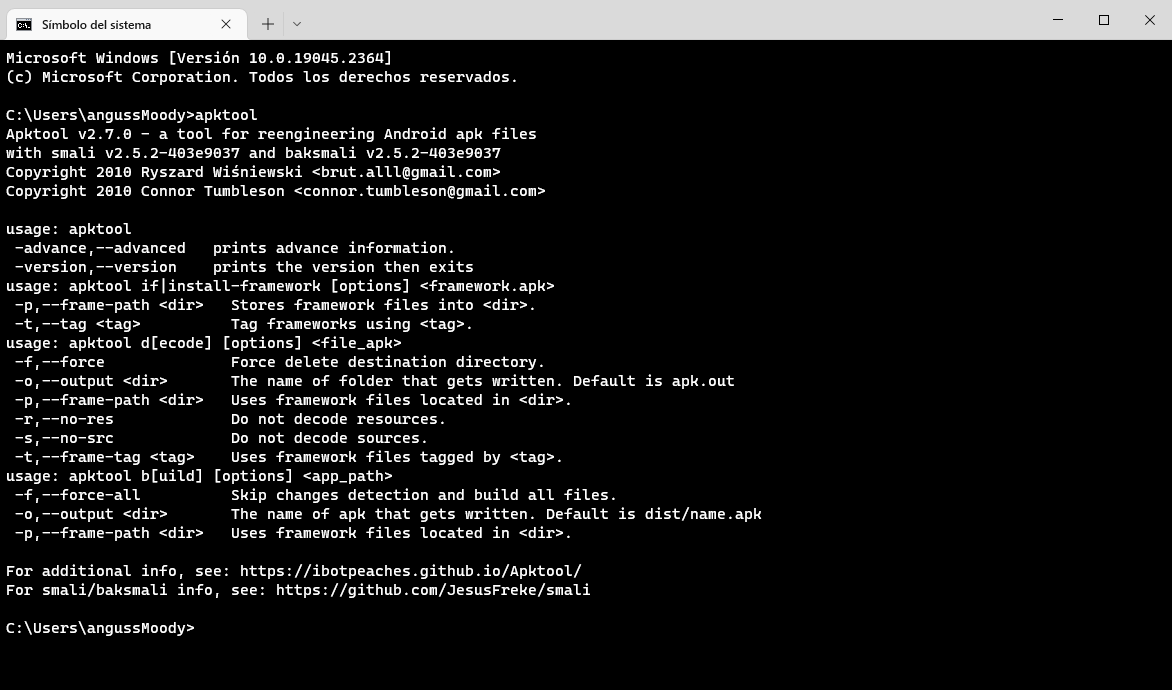 Símbolo del sistema
Microsoft Windows [Versión 10.0.19045.2364]
(c) Microsoft Corporation. Todos los derechos reservados.
C:\Users\angussMoody>apktool
Apktool v2.7.0 - a tool for reengineering Android apk files
with smali v2.5.2-403e9037 and baksmali v2.5.2-403e9037
Copyright 2010 Ryszard Wiśniewski <brut.alll@gmail.com>
Copyright 2010 Connor Tumbleson <connor.tumbleson@gmail.com>
usage: apktool
 -advance,--advanced   prints advance information.
 -version,--version    prints the version then exits
usage: apktool if|install-framework [options] <framework.apk>
 -p,--frame-path <dir>   Stores framework files into <dir>.
 -t,--tag <tag>          Tag frameworks using <tag>.
usage: apktool d[ecode] [options] <file_apk>
 -f,--force              Force delete destination directory.
 -o,--output <dir>       The name of folder that gets written. Default is apk.out
 -p,--frame-path <dir>   Uses framework files located in <dir>.
 -r,--no-res             Do not decode resources.
 -s,--no-src             Do not decode sources.
 -t,--frame-tag <tag>    Uses framework files tagged by <tag>.
usage: apktool b[uild] [options] <app_path>
 -f,--force-all          Skip changes detection and build all files.
 -o,--output <dir>       The name of apk that gets written. Default is dist/name.apk
 -p,--frame-path <dir>   Uses framework files located in <dir>.
For additional info, see: https://ibotpeaches.github.io/Apktool/
For smali/baksmali info, see: https://github.com/JesusFreke/smali
C:\Users\angussMoody>